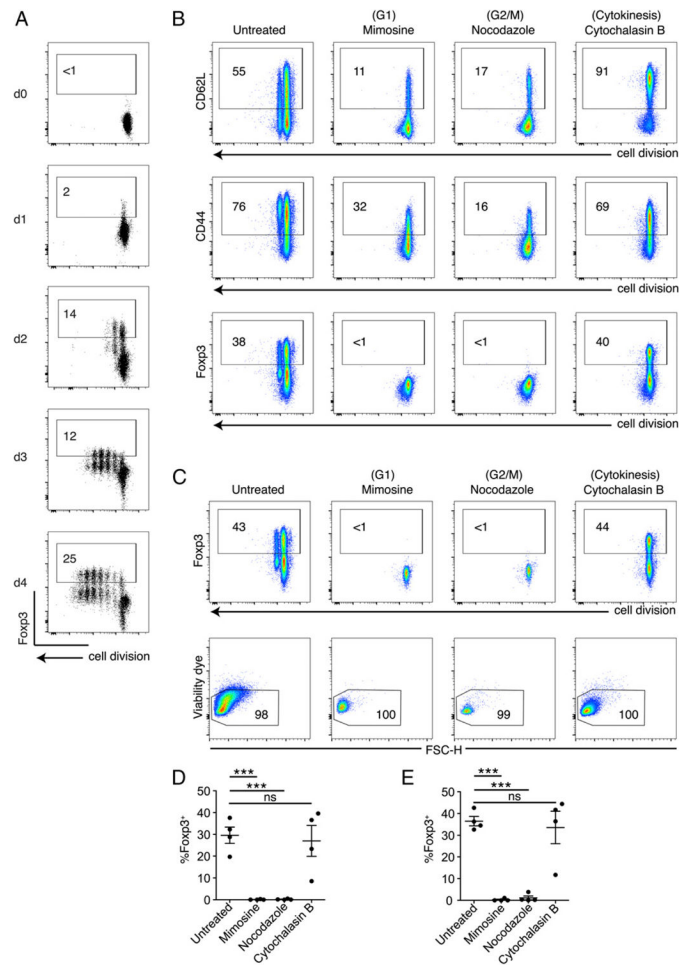 A
d0
<1
d1
2
d2
14
d3
12
d4
25
Foxp3
cell division
B
Untreated
(G1)
Mimosine
(G2/M)
Nocodazole
(Cytokinesis)
Cytochalasin B
CD62L
55
11
17
91
cell division
CD44
76
32
16
69
cell division
Foxp3
38
<1
<1
40
cell division
C
Untreated
(G1)
Mimosine
(G2/M)
Nocodazole
(Cytokinesis)
Cytochalasin B
Foxp3
43
<1
<1
44
cell division
Viability dye
98
100
99
100
FSC-H
D
***
***
ns
%Foxp3+
50
40
30
20
10
0
Untreated
Mimosine
Nocodazole
Cytochalasin B
E
***
***
ns
%Foxp3+
50
40
30
20
10
0
Untreated
Mimosine
Nocodazole
Cytochalasin B